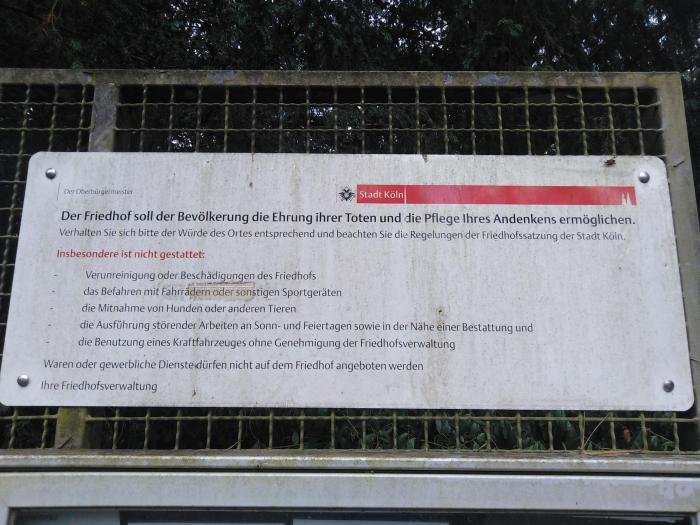 Der Oberbürgermeister
Stadt Köln
Der Friedhof soll der Bevölkerung die Ehrung ihrer Toten und die Pflege Ihres Andenkens ermöglichen.
Verhalten Sie sich bitte der Würde des Ortes entsprechend und beachten Sie die Regelungen der Friedhofssatzung der Stadt Köln.
Insbesondere ist nicht gestattet:
- Verunreinigung oder Beschädigungen des Friedhofs
- das Befahren mit Fahrrädern oder sonstigen Sportgeräten
- die Mitnahme von Hunden oder anderen Tieren
- die Ausführung störender Arbeiten an Sonn- und Feiertagen sowie in der Nähe einer Bestattung und
- die Benutzung eines Kraftfahrzeuges ohne Genehmigung der Friedhofsverwaltung
Waren oder gewerbliche Dienste dürfen nicht auf dem Friedhof angeboten werden
Ihre Friedhofsverwaltung